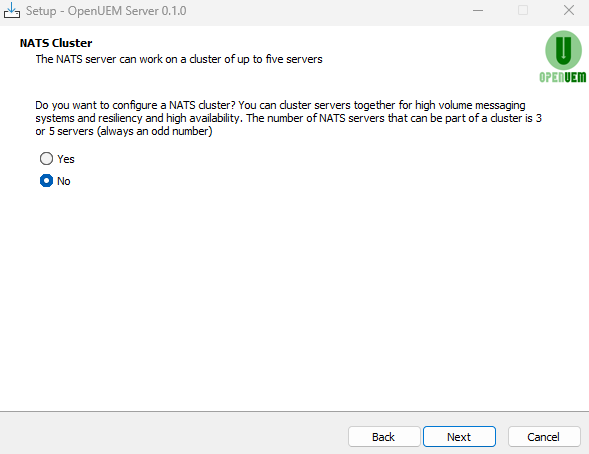 Setup - OpenUEM Server 0.1.0
NATS Cluster
The NATS server can work on a cluster of up to five servers
OPENUEM
Do you want to configure a NATS cluster? You can cluster servers together for high volume messaging
systems and resiliency and high availability. The number of NATS servers that can be part of a cluster is 3
or 5 servers (always an odd number)
Yes
No
Back
Next
Cancel